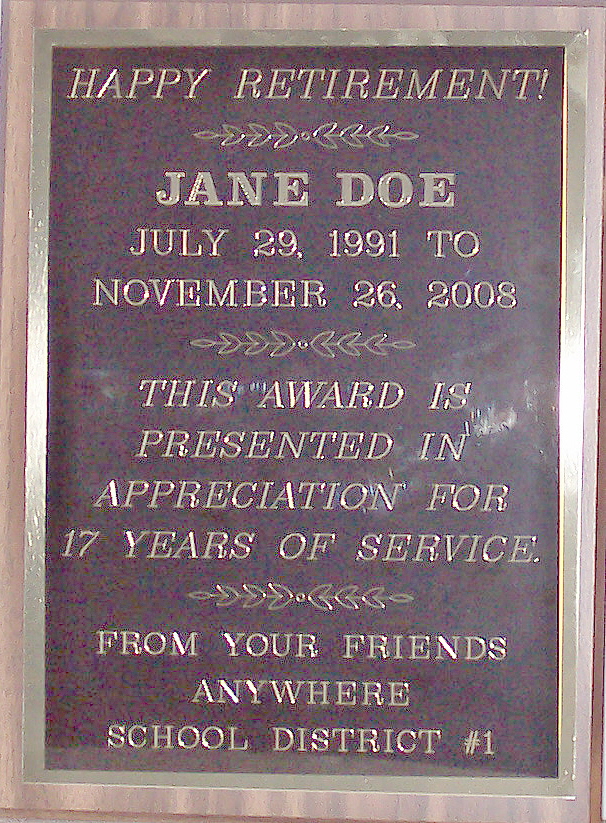 HAPPY RETIREMENT!
JANE DOE
JULY 29, 1991 TO
NOVEMBER 26, 2008
THIS AWARD IS
PRESENTED IN
APPRECIATION FOR
17 YEARS OF SERVICE.
FROM YOUR FRIENDS
ANYWHERE
SCHOOL DISTRICT #1